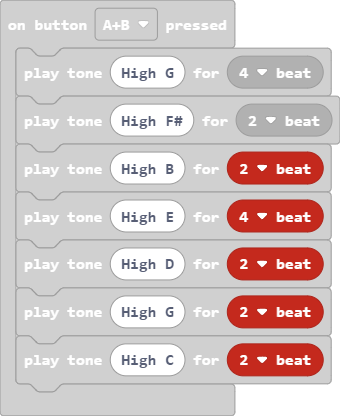 on button A+B pressed
play tone High G for 4 beat
play tone High F# for 2 beat
play tone High B for 2 beat
play tone High E for 4 beat
play tone High D for 2 beat
play tone High G for 2 beat
play tone High C for 2 beat